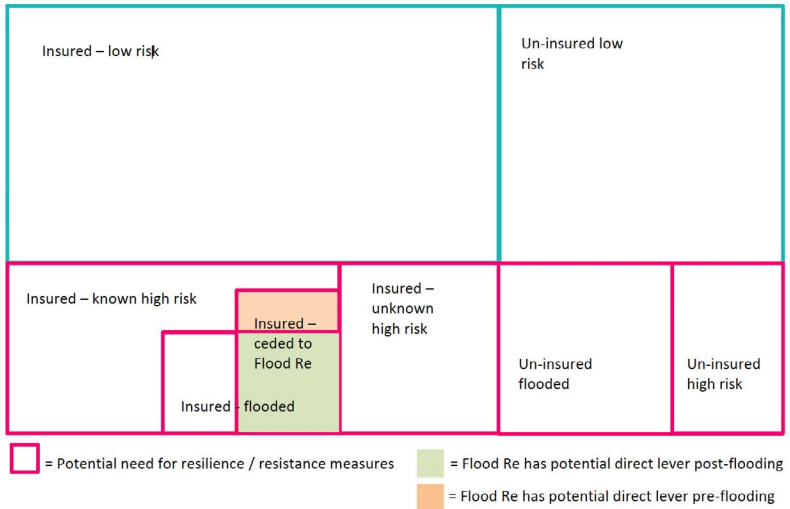 Insured – low risk
Un-insured low
risk
Insured – known high risk
Insured –
ceded to
Flood Re
Insured - flooded
Insured –
unknown
high risk
Un-insured
flooded
Un-insured
high risk
= Potential need for resilience / resistance measures
= Flood Re has potential direct lever post-flooding
= Flood Re has potential direct lever pre-flooding